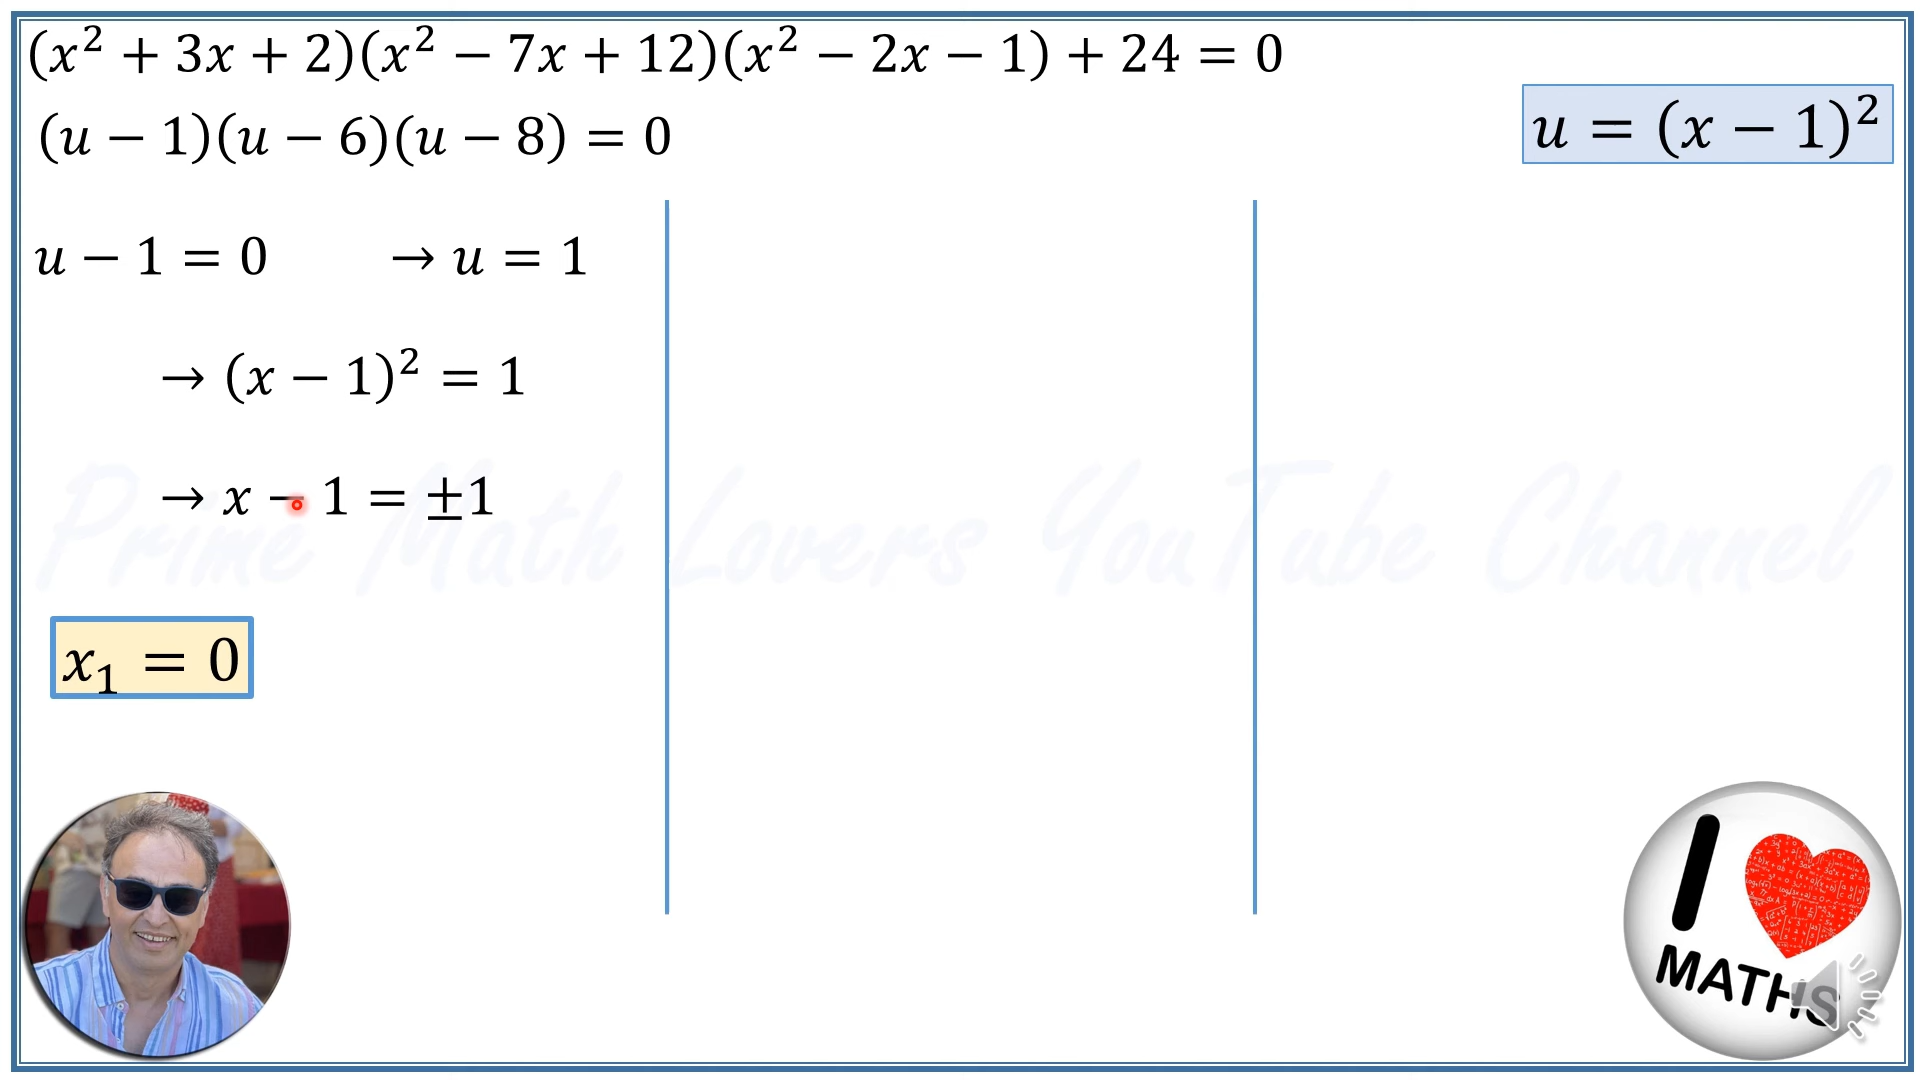 (x² + 3x + 2)(x² − 7x + 12)(x² − 2x − 1) + 24 = 0
(u − 1)(u − 6)(u − 8) = 0
u = (x − 1)²
u − 1 = 0 → u = 1
→ (x − 1)² = 1
→ x − 1 = ±1
Prime Math Lovers YouTube Channel
x₁ = 0
I
MATHS